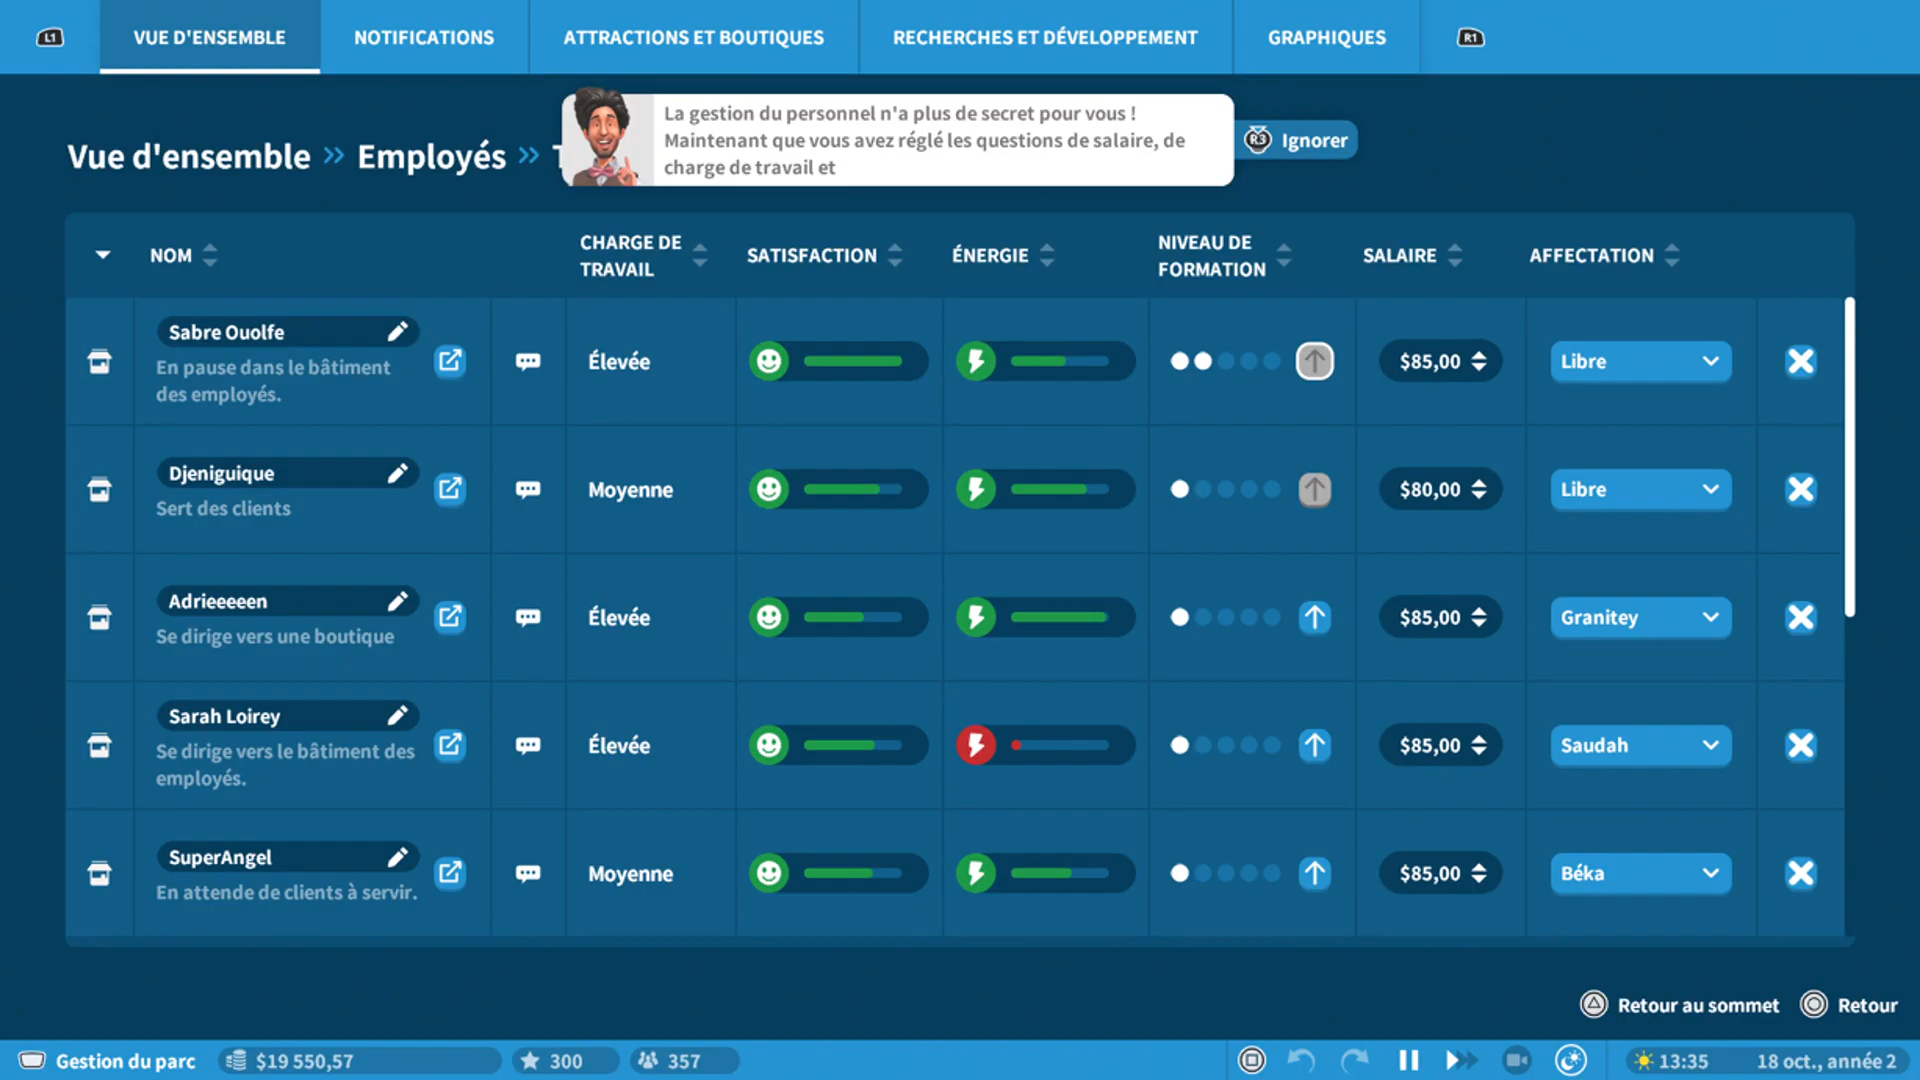 L1
VUE D'ENSEMBLE
NOTIFICATIONS
ATTRACTIONS ET BOUTIQUES
RECHERCHES ET DÉVELOPPEMENT
GRAPHIQUES
R1
La gestion du personnel n'a plus de secret pour vous !
Maintenant que vous avez réglé les questions de salaire, de
charge de travail et
R3 Ignorer
Vue d'ensemble » Employés »
NOM
CHARGE DE
TRAVAIL
SATISFACTION
ÉNERGIE
NIVEAU DE
FORMATION
SALAIRE
AFFECTATION
Sabre Ouolfe
En pause dans le bâtiment
des employés.
Élevée
$85,00
Libre
Djeniguique
Sert des clients
Moyenne
$80,00
Libre
Adrieeeeen
Se dirige vers une boutique
Élevée
$85,00
Granitey
Sarah Loirey
Se dirige vers le bâtiment des
employés.
Élevée
$85,00
Saudah
SuperAngel
En attende de clients à servir.
Moyenne
$85,00
Béka
Retour au sommet
Retour
Gestion du parc
$19 550,57
300
357
13:35
18 oct., année 2